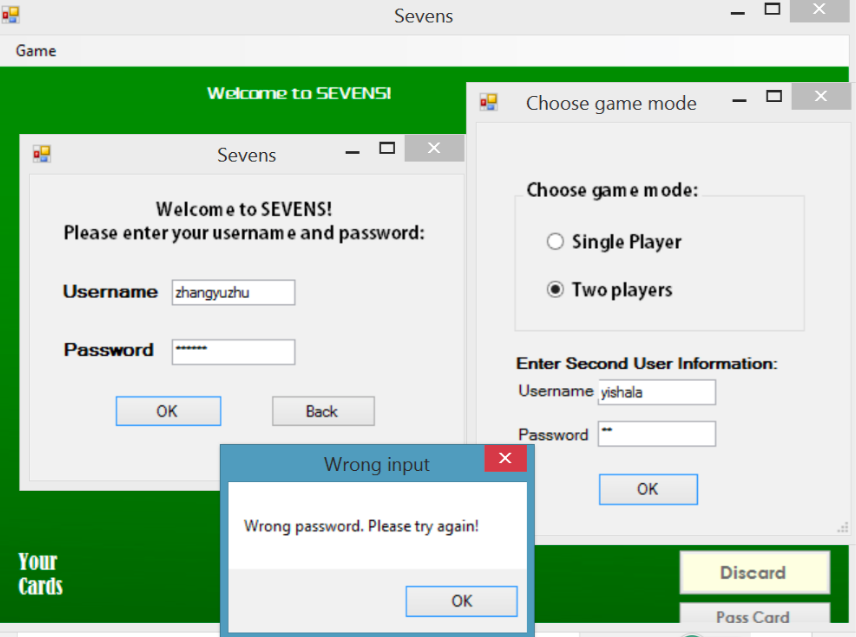 Sevens
Game
Welcome to SEVENS!
Choose game mode
Sevens
Welcome to SEVENS!
Please enter your username and password:
Username zhangyuzhu
Password ******
OK Back
Choose game mode:
Single Player
Two players
Enter Second User Information:
Username yishala
Password **
OK
Wrong input
Wrong password. Please try again!
OK
Your
Cards
Discard
Pass Card